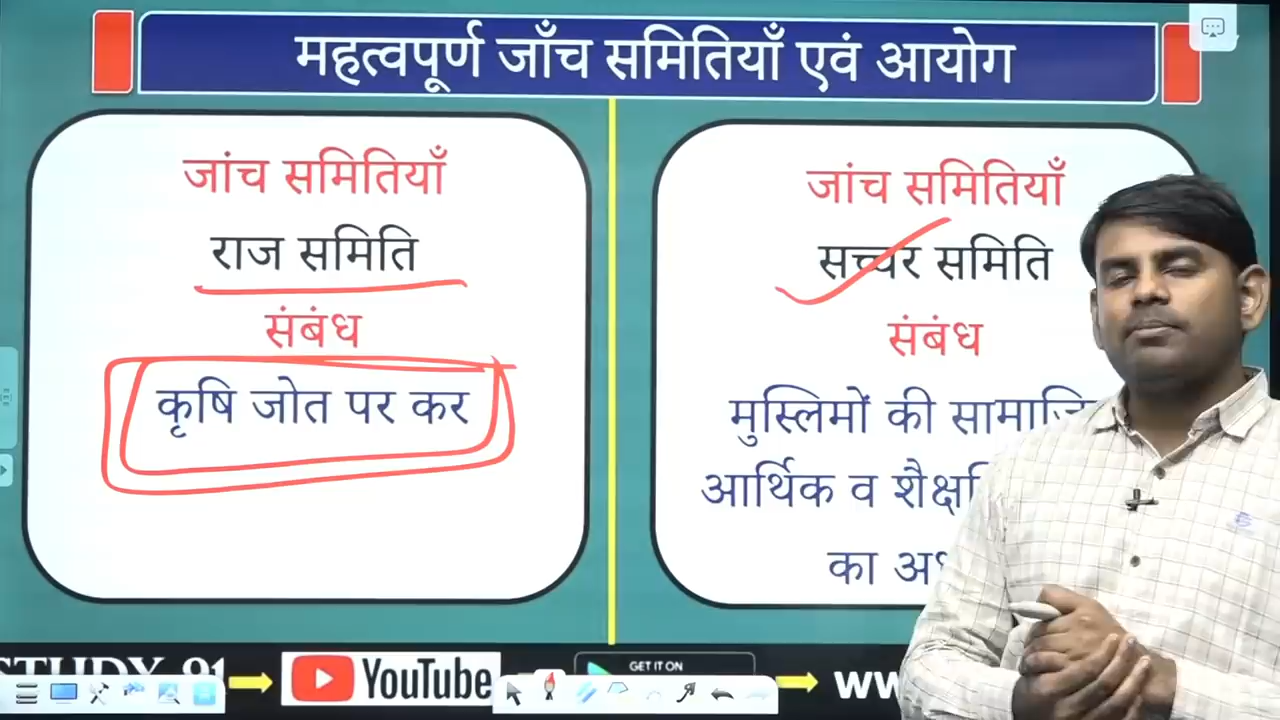 महत्वपूर्ण जाँच समितियाँ एवं आयोग
जांच समितियाँ
राज समिति
संबंध
कृषि जोत पर कर
जांच समितियाँ
सच्चर समिति
संबंध
मुस्लिमों की
आर्थिक व
का
YouTube
GET IT ON